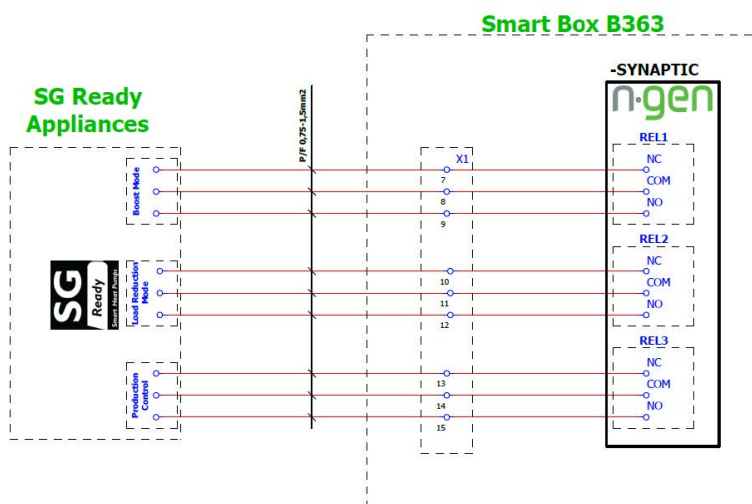 Smart Box B363
-SYNAPTIC
n·gen
SG Ready
Appliances
P/F 0,75-1,5mm2
X1
Boost Mode
7
8
9
REL1
NC
COM
NO
SG
Ready
Smart Heat Pumps
Load Reduction
Mode
10
11
12
REL2
NC
COM
NO
Production
Control
13
14
15
REL3
NC
COM
NO